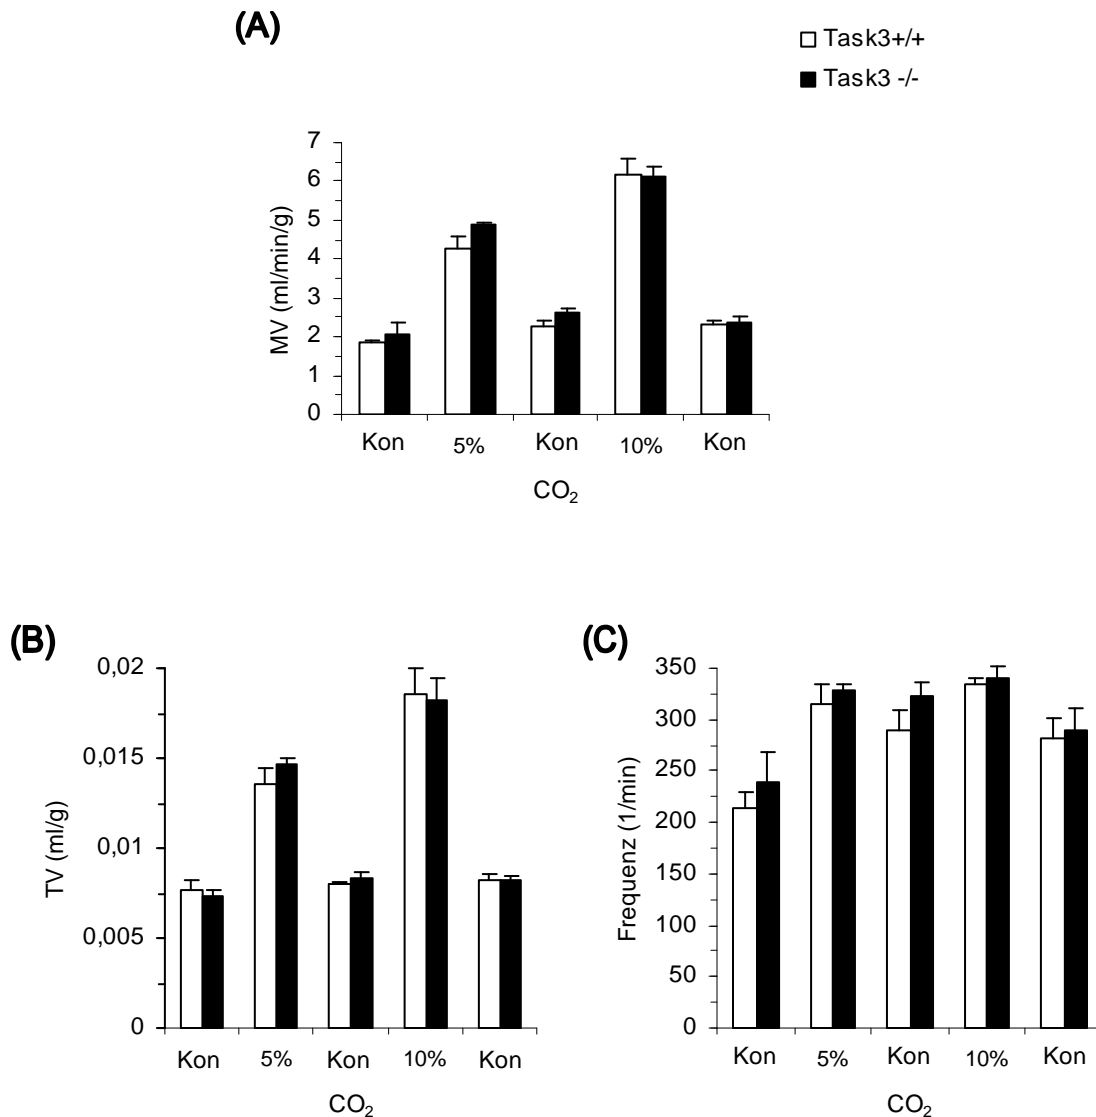 (A)
Task3+/+
Task3 -/-
MV (ml/min/g)
7
6
5
4
3
2
1
0
Kon 5% Kon 10% Kon
CO₂
(B)
TV (ml/g)
0,02
0,015
0,01
0,005
0
Kon 5% Kon 10% Kon
CO₂
(C)
Frequenz (1/min)
350
300
250
200
150
100
50
0
Kon 5% Kon 10% Kon
CO₂